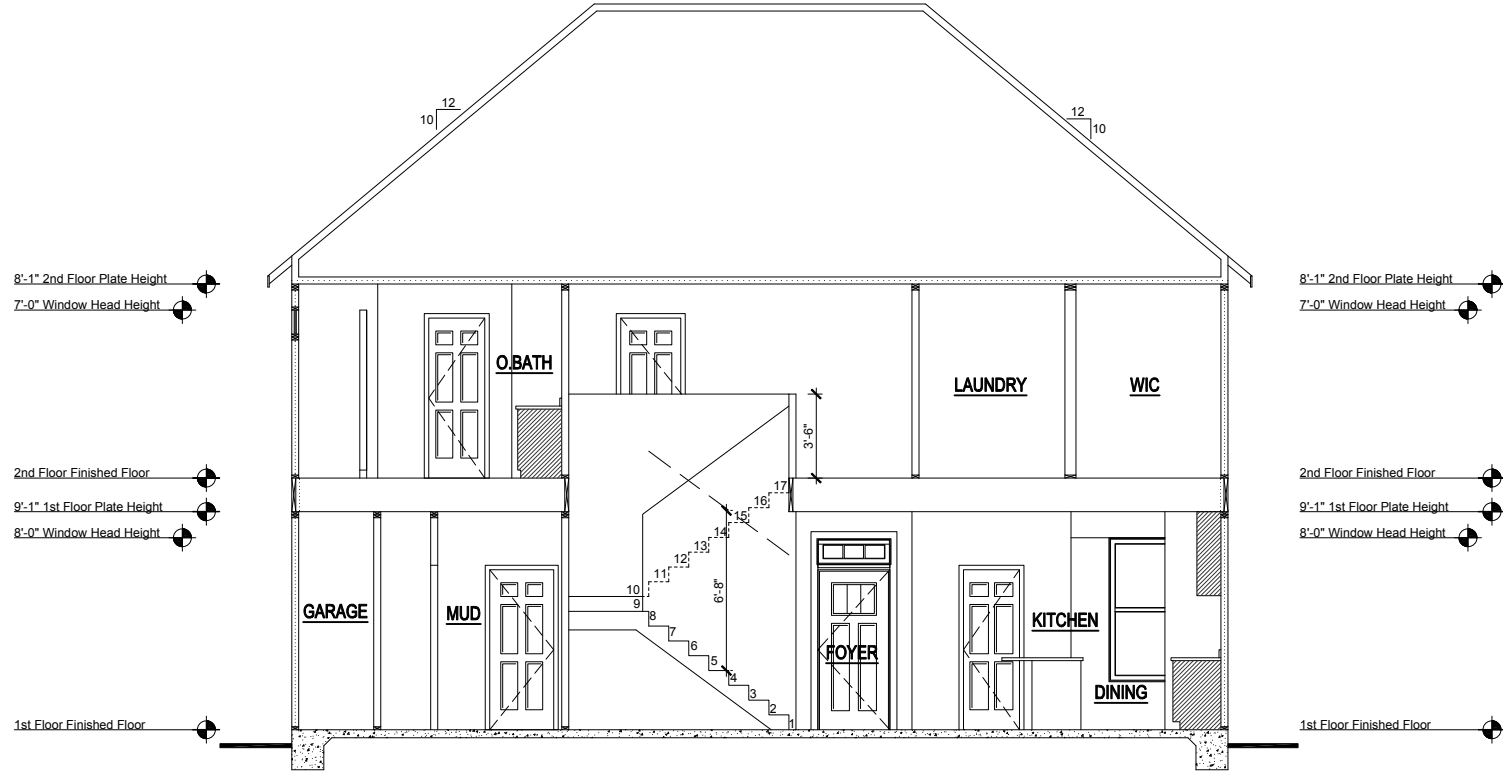 12
10
12
10
8'-1" 2nd Floor Plate Height
8'-1" 2nd Floor Plate Height
7'-0" Window Head Height
7'-0" Window Head Height
O.BATH
LAUNDRY
WIC
3'-6"
2nd Floor Finished Floor
2nd Floor Finished Floor
17
16
9'-1" 1st Floor Plate Height
9'-1" 1st Floor Plate Height
15
14
8'-0" Window Head Height
8'-0" Window Head Height
13
12
11
10
6'-8"
9
8
GARAGE
MUD
KITCHEN
7
6
FOYER
5
4
3
DINING
2
1
1st Floor Finished Floor
1st Floor Finished Floor